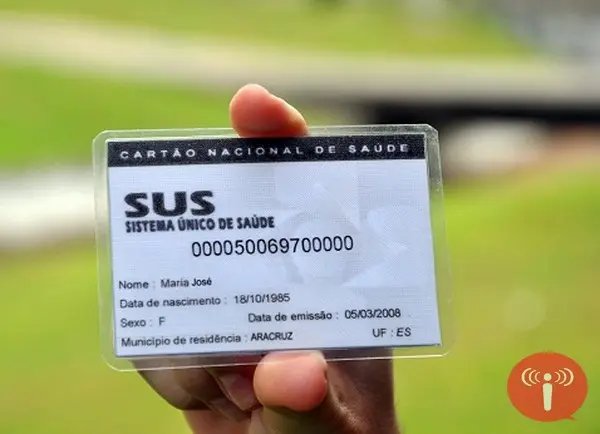 CARTÃO NACIONAL DE SAÚDE
SUS
SISTEMA ÚNICO DE SAÚDE
000050069700000
Nome : Maria José
Data de nascimento : 18/10/1985
Sexo : F Data de emissão : 05/03/2008
Município de residência : ARACRUZ UF : ES